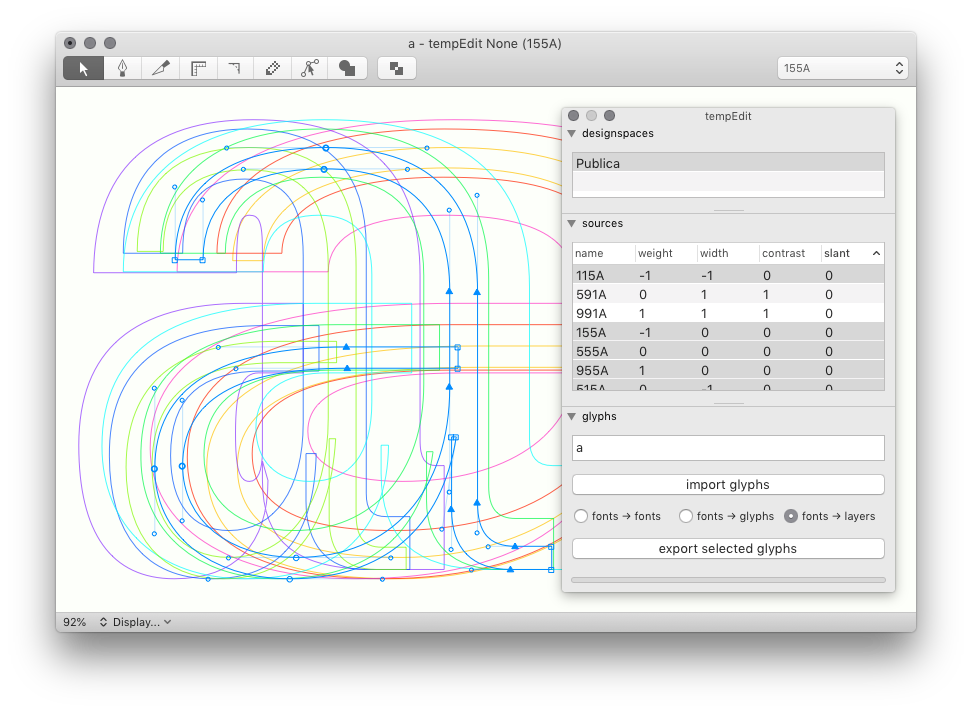 a - tempEdit None (155A)
155A
tempEdit
designspaces
Publica
sources
name weight width contrast slant
115A -1 -1 0 0
591A 0 1 1 0
991A 1 1 1 0
155A -1 0 0 0
555A 0 0 0 0
955A 1 0 0 0
515A 0 -1 0 0
glyphs
a
import glyphs
fonts → fonts fonts → glyphs fonts → layers
export selected glyphs
92% Display...